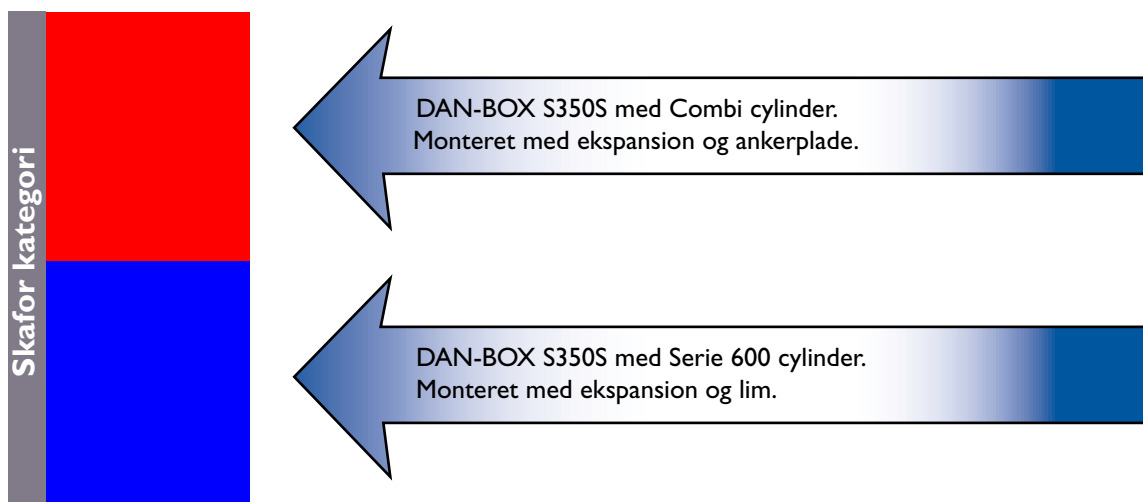 Skafor kategori
DAN-BOX S350S med Combi cylinder.
Monteret med ekspansion og ankerplade.
DAN-BOX S350S med Serie 600 cylinder.
Monteret med ekspansion og lim.